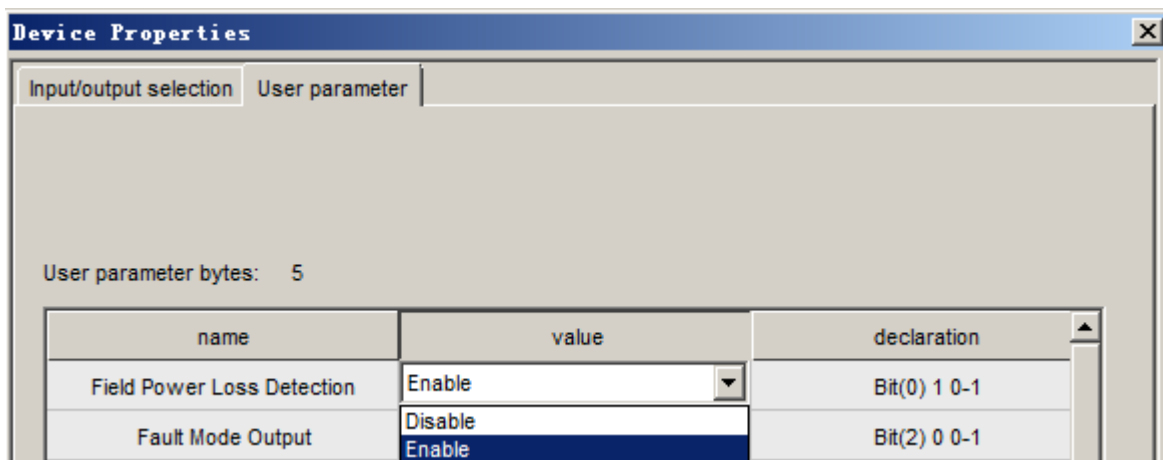 Device Properties
Input/output selection User parameter
User parameter bytes: 5
name value declaration
Field Power Loss Detection Enable Bit(0) 1 0-1
Disable
Fault Mode Output Bit(2) 0 0-1
Enable